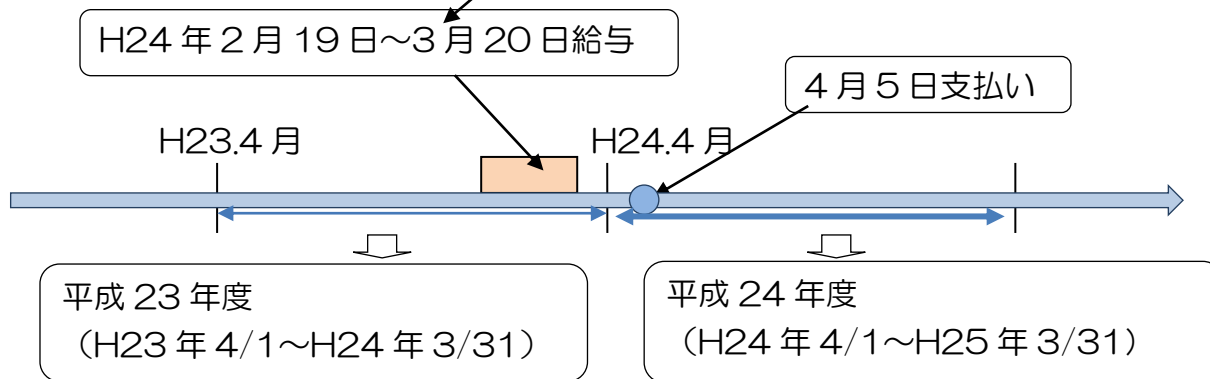 H24年2月19日～3月20日給与
4月5日支払い
H23.4月
H24.4月
平成23年度
（H23年4/1～H24年3/31）
平成24年度
（H24年4/1～H25年3/31）